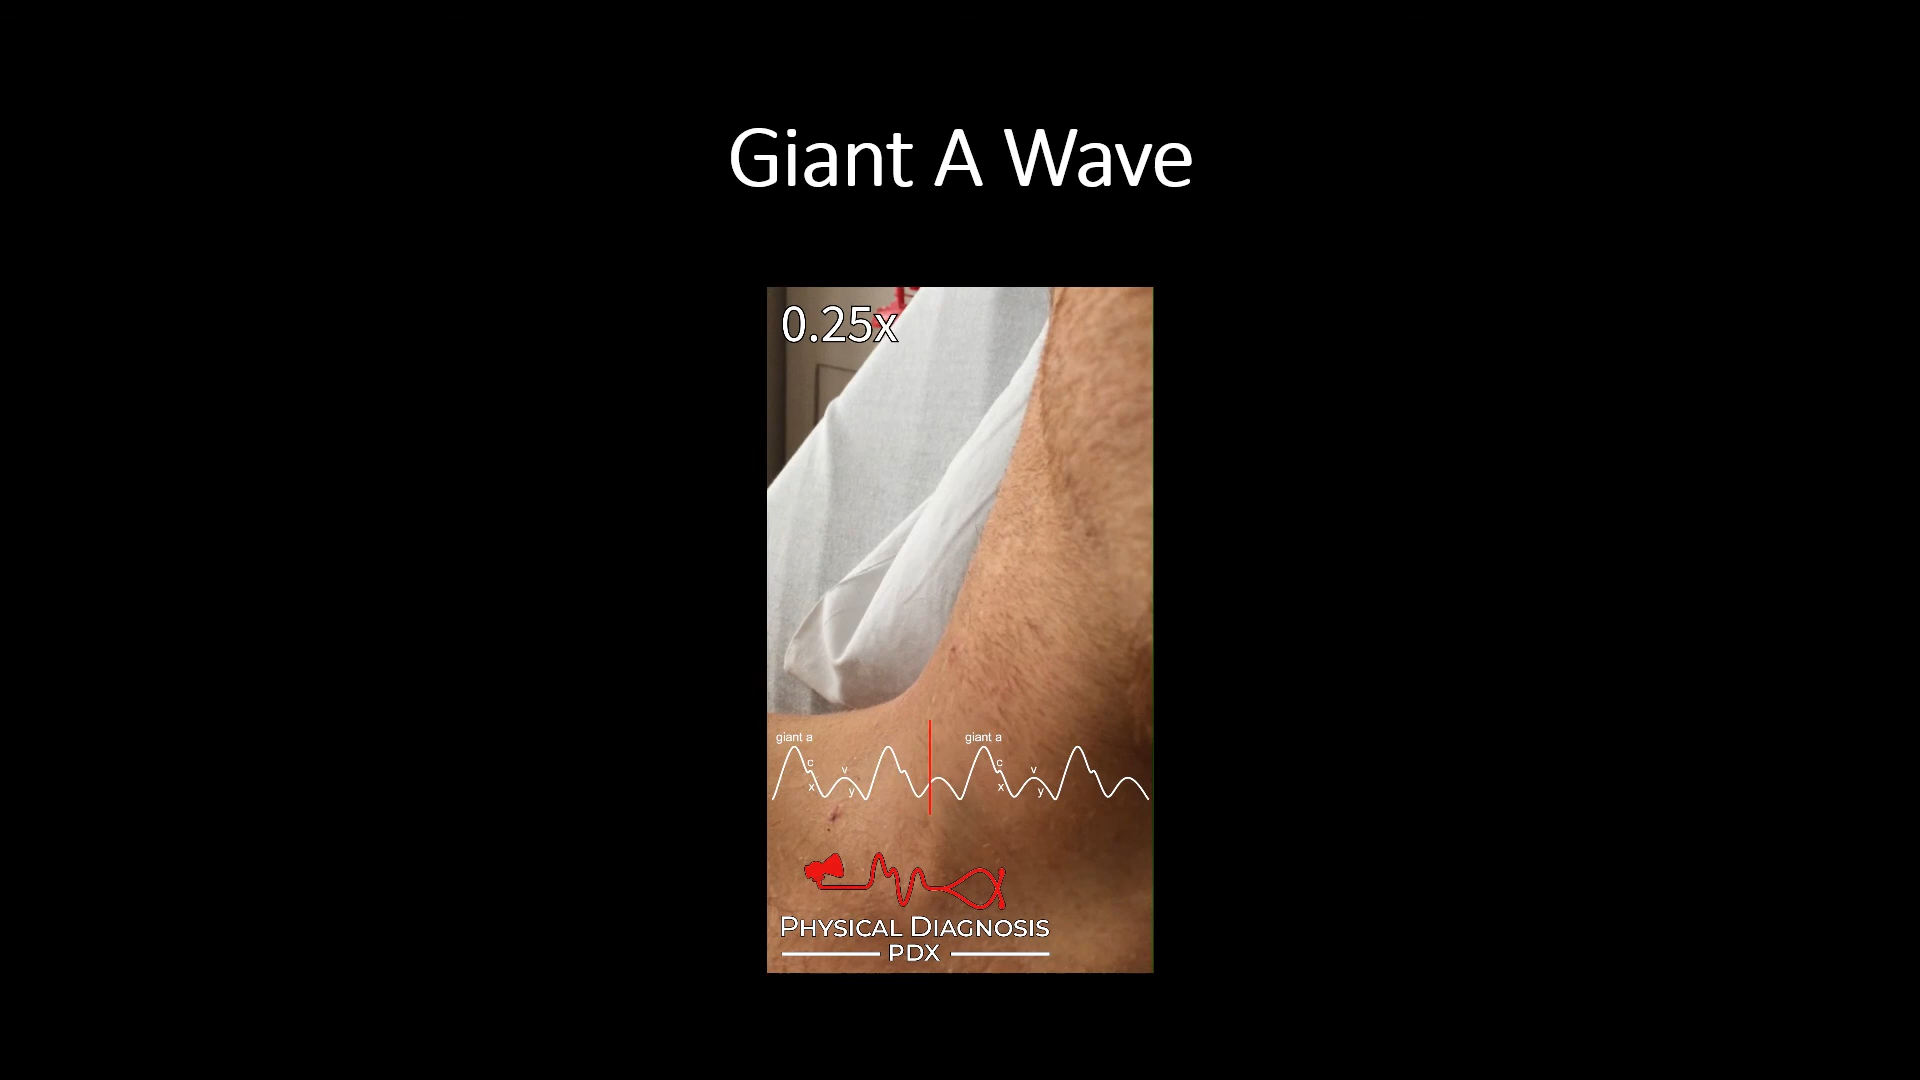 Giant A Wave
0.25x
giant a giant a
c v c v
x y x y
PHYSICAL DIAGNOSIS
PDX